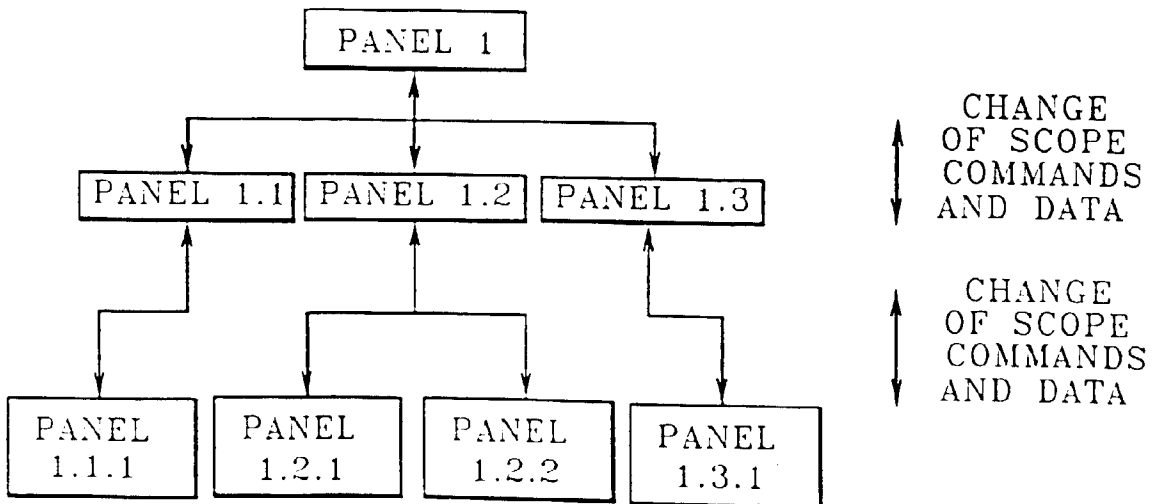 PANEL 1
PANEL 1.1
PANEL 1.2
PANEL 1.3
CHANGE
OF SCOPE
COMMANDS
AND DATA
CHANGE
OF SCOPE
COMMANDS
AND DATA
PANEL
1.1.1
PANEL
1.2.1
PANEL
1.2.2
PANEL
1.3.1